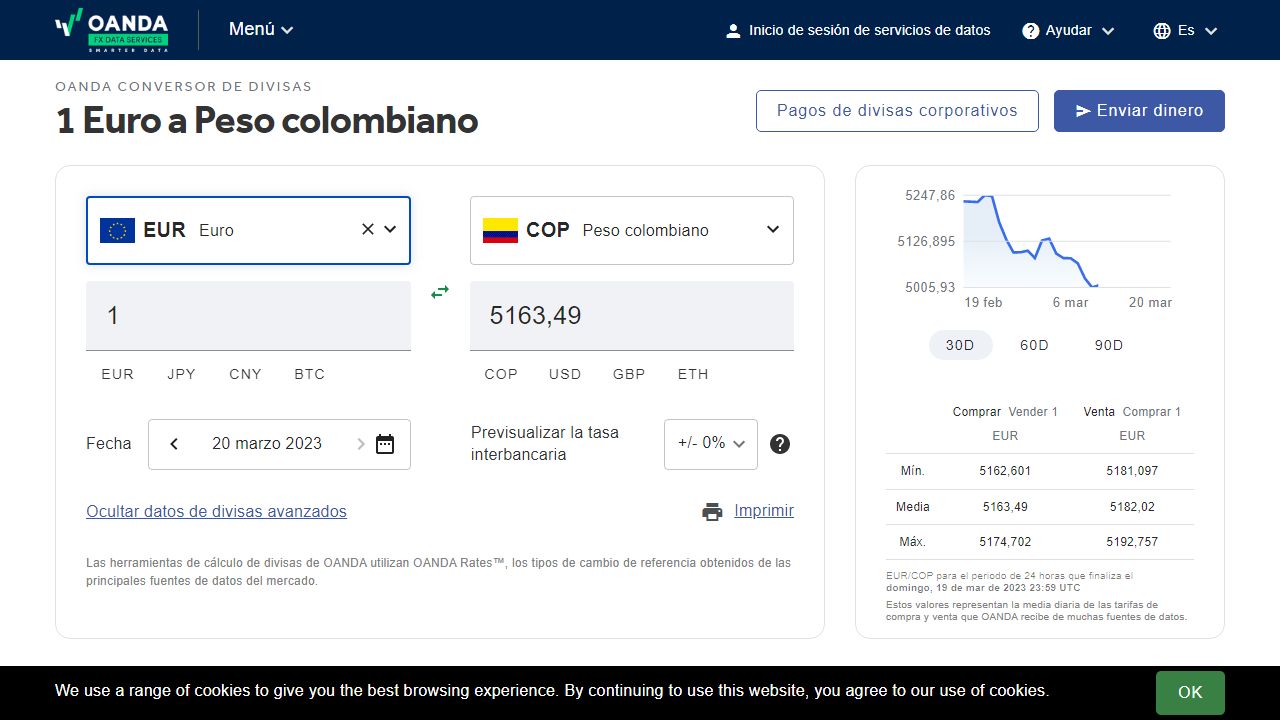 OANDA
FX DATA SERVICES
SMARTER DATA
Menú
Inicio de sesión de servicios de datos
Ayudar
Es
OANDA CONVERSOR DE DIVISAS
1 Euro a Peso colombiano
Pagos de divisas corporativos
Enviar dinero
EUR Euro
COP Peso colombiano
1
5163,49
EUR JPY CNY BTC
COP USD GBP ETH
Fecha
20 marzo 2023
Previsualizar la tasa
interbancaria
+/- 0%
?
Ocultar datos de divisas avanzados
Imprimir
Las herramientas de cálculo de divisas de OANDA utilizan OANDA Rates™, los tipos de cambio de referencia obtenidos de las
principales fuentes de datos del mercado.
5247,86
5126,895
5005,93
19 feb 6 mar 20 mar
30D 60D 90D
Comprar Vender 1 Venta Comprar 1
EUR EUR
Mín. 5162,601 5181,097
Media 5163,49 5182,02
Máx. 5174,702 5192,757
EUR/COP para el periodo de 24 horas que finaliza el
domingo, 19 de mar de 2023 23:59 UTC
Estos valores representan la media diaria de las tarifas de
compra y venta que OANDA recibe de muchas fuentes de datos.
We use a range of cookies to give you the best browsing experience. By continuing to use this website, you agree to our use of cookies.
OK